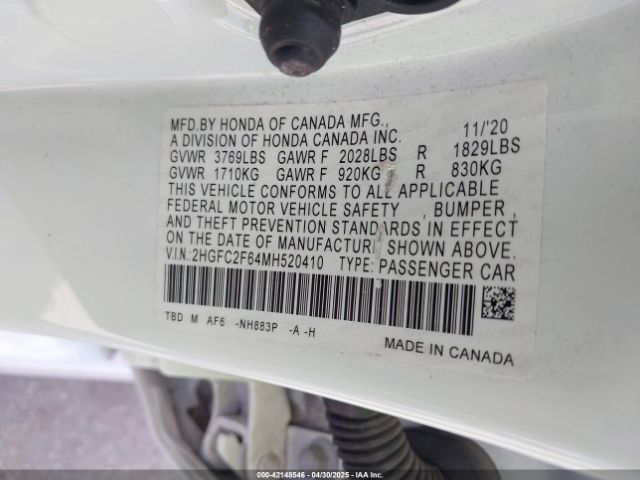 MFD.BY HONDA OF CANADA MFG., 11/'20
A DIVISION OF HONDA CANADA INC.
GVWR 3769LBS GAWR F 2028LBS R 1829LBS
GVWR 1710KG GAWR F 920KG R 830KG
THIS VEHICLE CONFORMS TO ALL APPLICABLE
FEDERAL MOTOR VEHICLE SAFETY , BUMPER ,
AND THEFT PREVENTION STANDARDS IN EFFECT
ON THE DATE OF MANUFACTUR SHOWN ABOVE.
V.I.N.:2HGFC2F64MH520410 TYPE: PASSENGER CAR
TBD M AF6 -NH883P -A -H
MADE IN CANADA
000-42148546 - 04/30/2025 - IAA Inc.